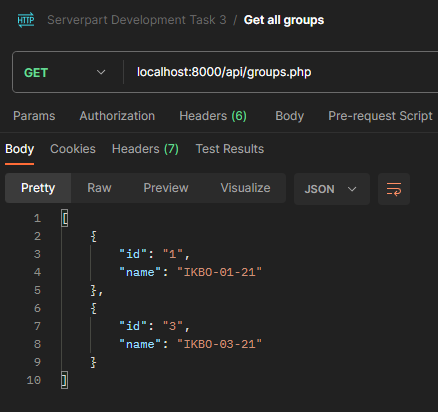 HTTP Serverpart Development Task 3 / Get all groups
GET localhost:8000/api/groups.php
Params Authorization Headers (6) Body Pre-request Script
Body Cookies Headers (7) Test Results
Pretty Raw Preview Visualize JSON
1 [
2 {
3 "id": "1",
4 "name": "IKBO-01-21"
5 },
6 {
7 "id": "3",
8 "name": "IKBO-03-21"
9 }
10 ]